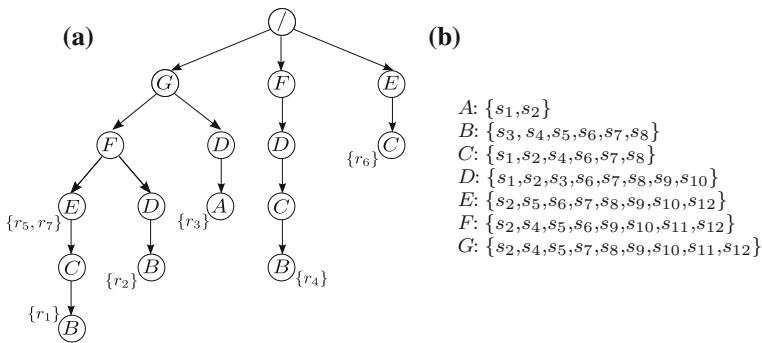 (a)
(b)
/
G
F
E
F
D
D
C
{r6}
E
D
A
C
{r5, r7}
{r3}
C
B
B
{r2}
{r4}
{r1}
B
A: {s1,s2}
B: {s3, s4,s5,s6,s7,s8}
C: {s1,s2,s4,s6,s7,s8}
D: {s1,s2,s3,s6,s7,s8,s9,s10}
E: {s2,s5,s6,s7,s8,s9,s10,s12}
F: {s2,s4,s5,s6,s9,s10,s11,s12}
G: {s2,s4,s5,s7,s8,s9,s10,s11,s12}